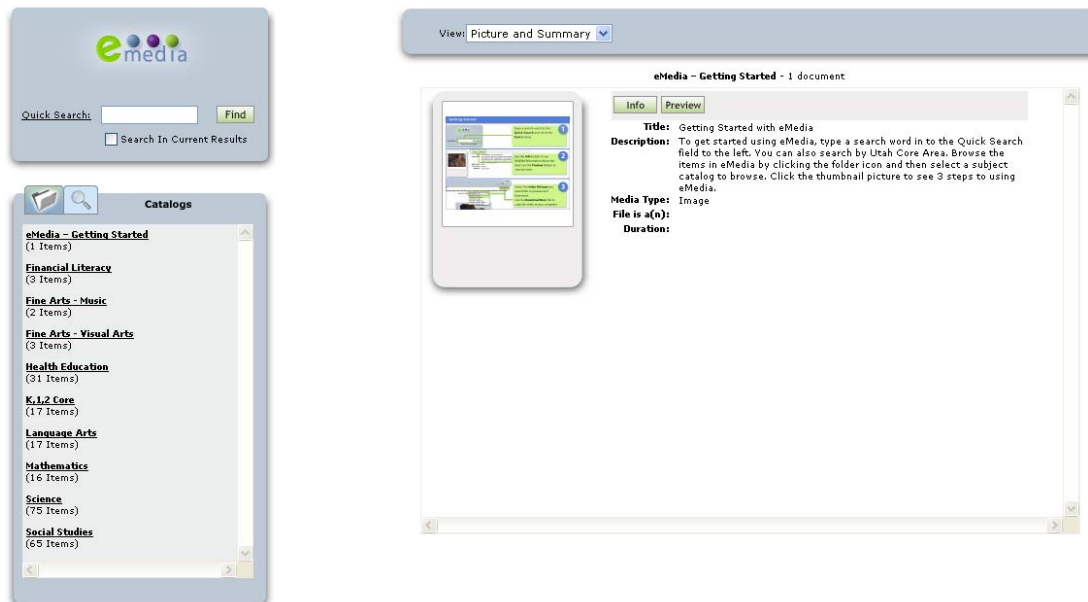 emedia
Quick Search:
Find
Search In Current Results
Catalogs
eMedia - Getting Started
(1 Items)
Financial Literacy
(3 Items)
Fine Arts - Music
(2 Items)
Fine Arts - Visual Arts
(3 Items)
Health Education
(31 Items)
K,1,2 Core
(17 Items)
Language Arts
(17 Items)
Mathematics
(16 Items)
Science
(75 Items)
Social Studies
(65 Items)
View: Picture and Summary
eMedia - Getting Started - 1 document
Getting Started
1
2
3
Info Preview
Title: Getting Started with eMedia
Description: To get started using eMedia, type a search word in to the Quick Search
field to the left. You can also search by Utah Core Area. Browse the
items in eMedia by clicking the folder icon and then select a subject
catalog to browse. Click the thumbnail picture to see 3 steps to using
eMedia.
Media Type: Image
File is a(n):
Duration: